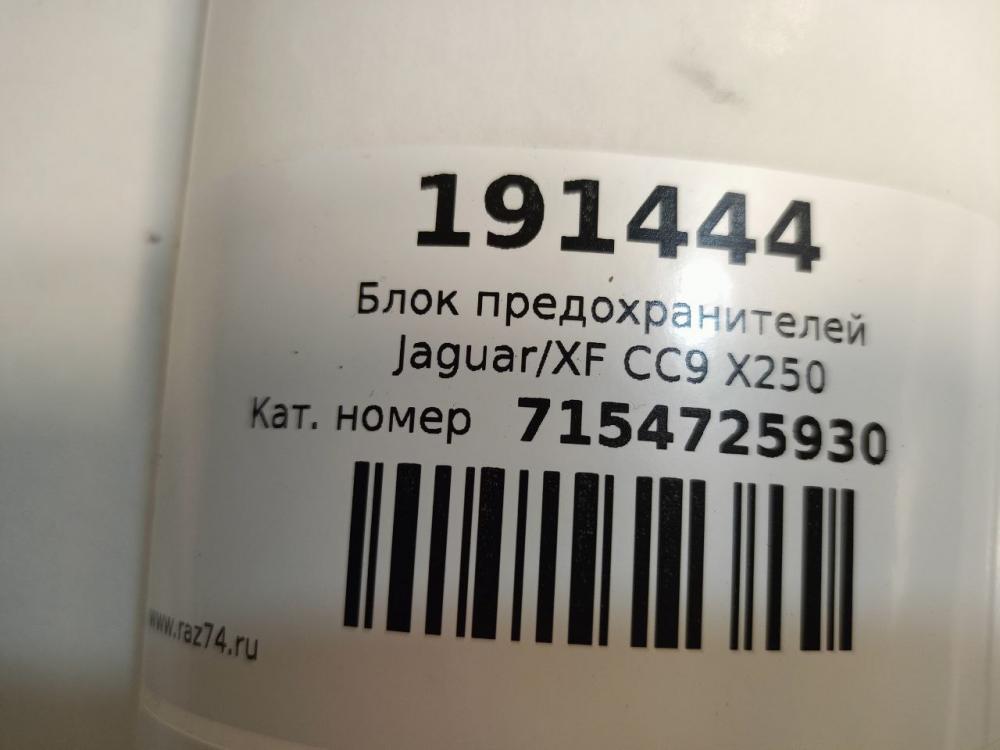 191444
Блок предохранителей
Jaguar/XF CC9 X250
Кат. номер 7154725930
www.raz74.ru